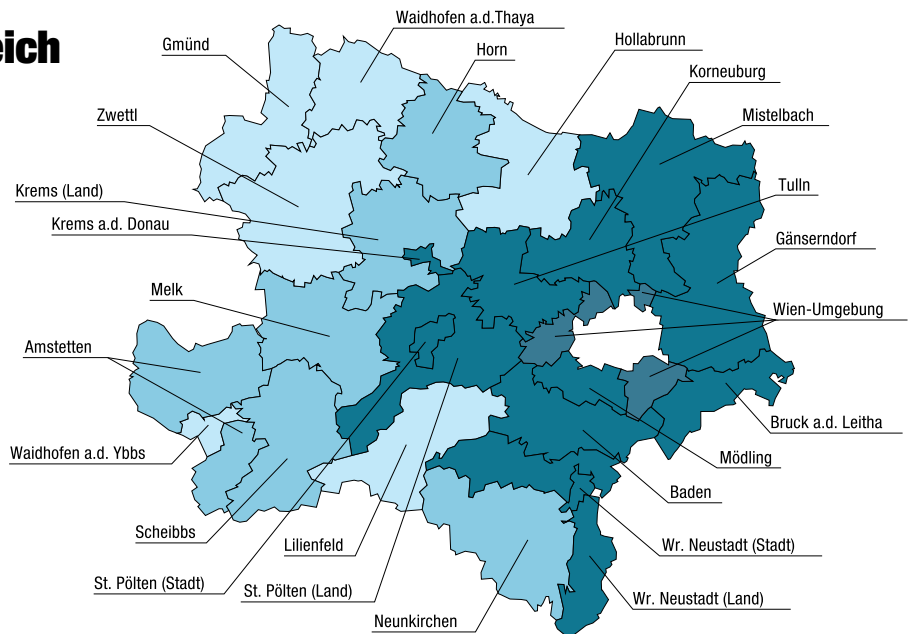 eich
Waidhofen a.d.Thaya
Gmünd
Horn
Hollabrunn
Korneuburg
Zwettl
Mistelbach
Krems (Land)
Tulln
Krems a.d. Donau
Gänserndorf
Melk
Wien-Umgebung
Amstetten
Bruck a.d. Leitha
Waidhofen a.d. Ybbs
Mödling
Baden
Scheibbs
Lilienfeld
Wr. Neustadt (Stadt)
St. Pölten (Stadt)
St. Pölten (Land)
Wr. Neustadt (Land)
Neunkirchen